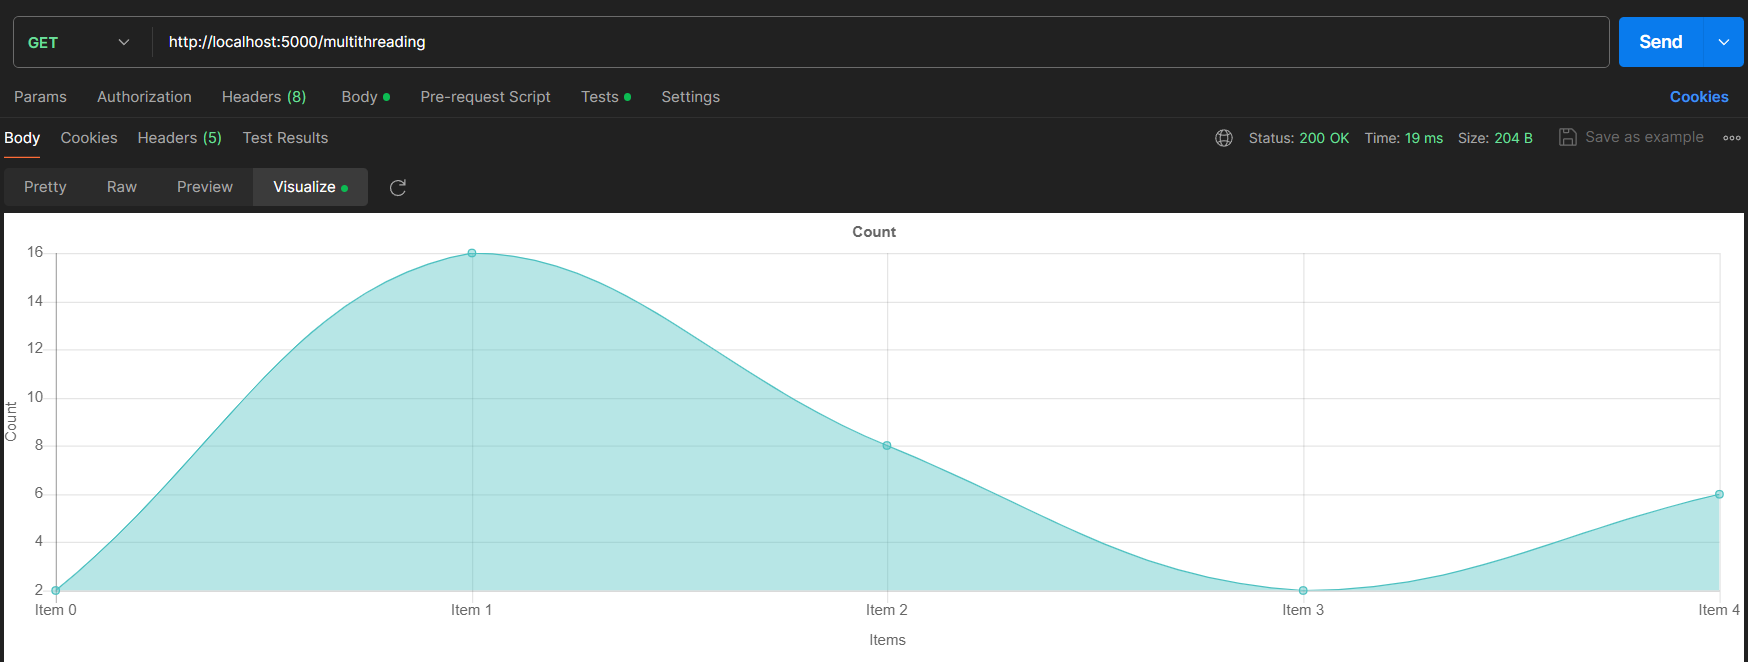 GET http://localhost:5000/multithreading Send
Params Authorization Headers (8) Body Pre-request Script Tests Settings Cookies
Body Cookies Headers (5) Test Results Status: 200 OK Time: 19 ms Size: 204 B Save as example
Pretty Raw Preview Visualize
Count
16
14
12
10
8
6
4
2
Count
Item 0 Item 1 Item 2 Item 3 Item 4
Items